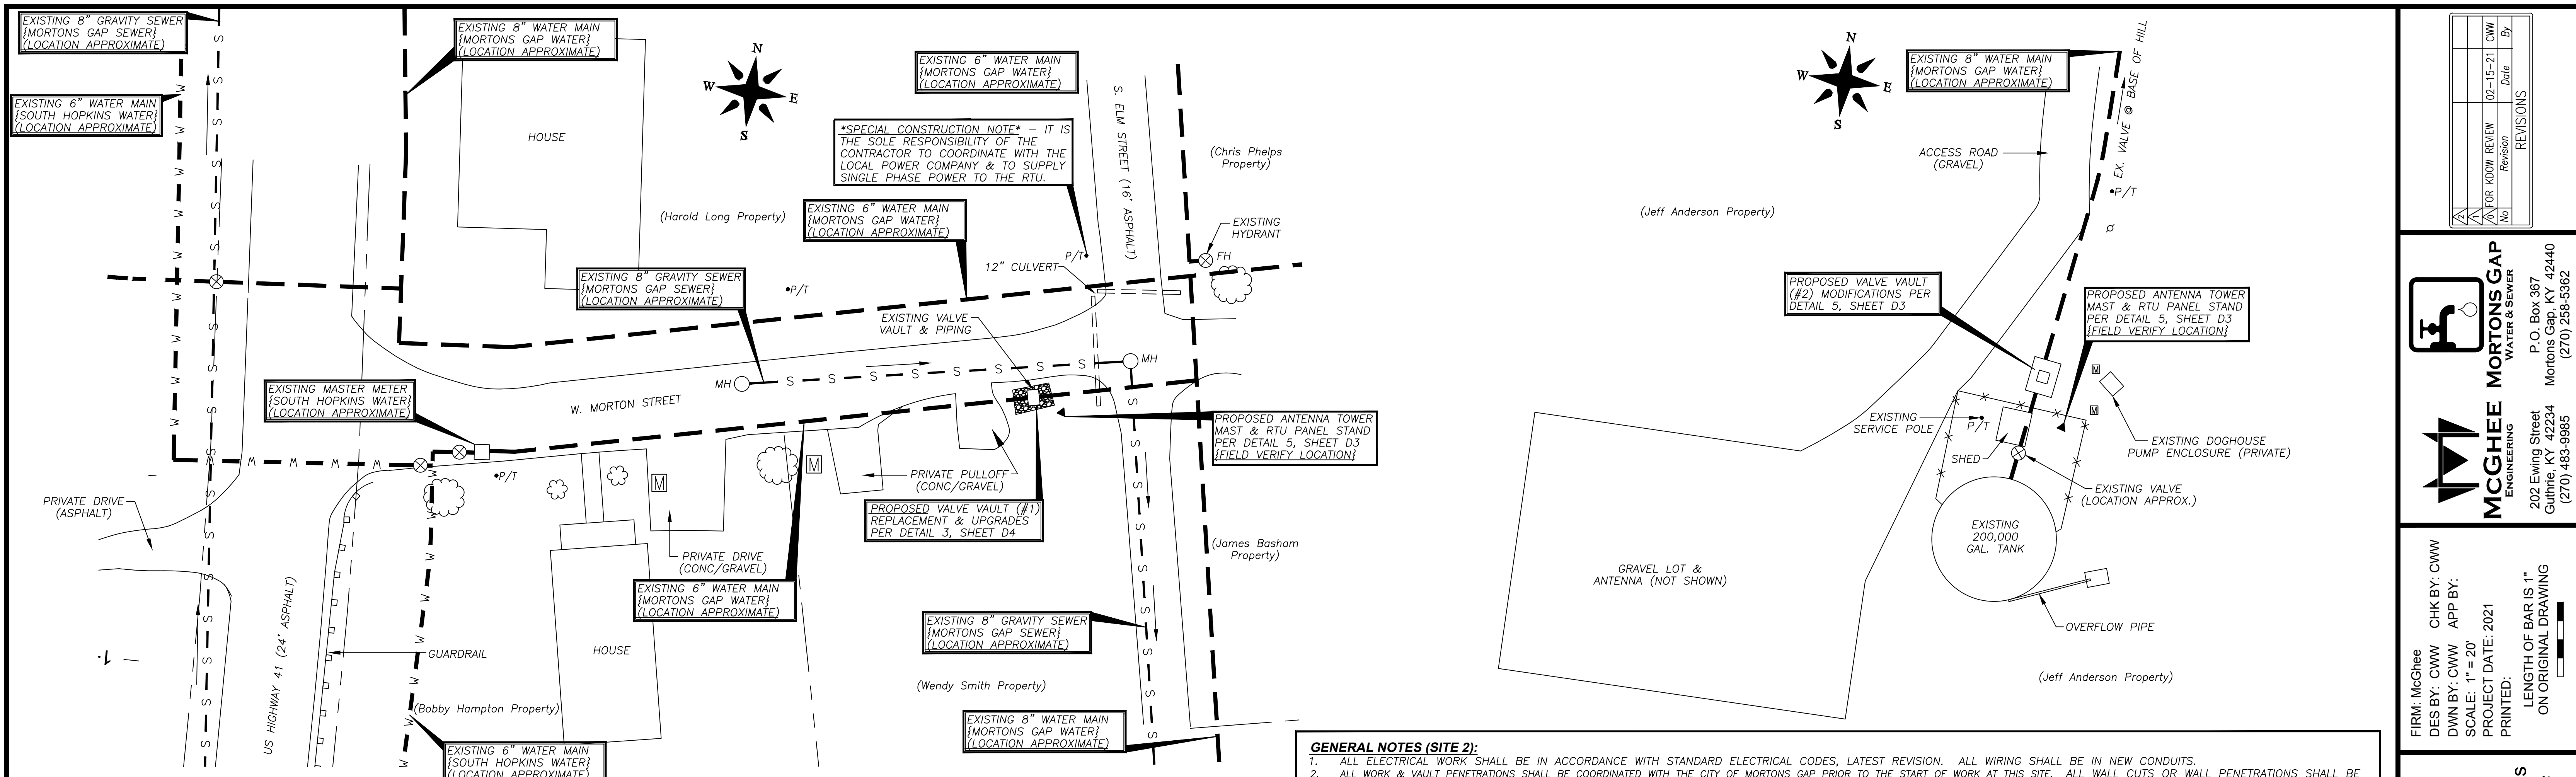 EXISTING 8" GRAVITY SEWER
{MORTONS GAP SEWER}
(LOCATION APPROXIMATE)
EXISTING 6" WATER MAIN
{SOUTH HOPKINS WATER}
(LOCATION APPROXIMATE)
EXISTING 8" WATER MAIN
{MORTONS GAP WATER}
(LOCATION APPROXIMATE)
HOUSE
N
W
E
S
EXISTING 6" WATER MAIN
{MORTONS GAP WATER}
(LOCATION APPROXIMATE)
*SPECIAL CONSTRUCTION NOTE* – IT IS
THE SOLE RESPONSIBILITY OF THE
CONTRACTOR TO COORDINATE WITH THE
LOCAL POWER COMPANY & TO SUPPLY
SINGLE PHASE POWER TO THE RTU.
S. ELM STREET (16' ASPHALT)
(Chris Phelps
Property)
(Harold Long Property)
EXISTING 6" WATER MAIN
{MORTONS GAP WATER}
(LOCATION APPROXIMATE)
EXISTING
HYDRANT
FH
P/T
12" CULVERT
EXISTING 8" GRAVITY SEWER
{MORTONS GAP SEWER}
(LOCATION APPROXIMATE)
P/T
EXISTING VALVE
VAULT & PIPING
MH
S S S S S S S S
MH
EXISTING MASTER METER
{SOUTH HOPKINS WATER}
(LOCATION APPROXIMATE)
W. MORTON STREET
W W W W
P/T
M
M
PRIVATE PULLOFF
(CONC/GRAVEL)
PROPOSED ANTENNA TOWER
MAST & RTU PANEL STAND
PER DETAIL 5, SHEET D3
{FIELD VERIFY LOCATION}
PRIVATE DRIVE
(ASPHALT)
PROPOSED VALVE VAULT (#1)
REPLACEMENT & UPGRADES
PER DETAIL 3, SHEET D4
PRIVATE DRIVE
(CONC/GRAVEL)
(James Basham
Property)
EXISTING 6" WATER MAIN
{MORTONS GAP WATER}
(LOCATION APPROXIMATE)
US HIGHWAY 41 (24' ASPHALT)
GUARDRAIL
HOUSE
EXISTING 8" GRAVITY SEWER
{MORTONS GAP SEWER}
(LOCATION APPROXIMATE)
(Wendy Smith Property)
(Bobby Hampton Property)
EXISTING 8" WATER MAIN
{MORTONS GAP WATER}
(LOCATION APPROXIMATE)
EXISTING 6" WATER MAIN
{SOUTH HOPKINS WATER}
(LOCATION APPROXIMATE)
N
W
E
S
EXISTING 8" WATER MAIN
{MORTONS GAP WATER}
(LOCATION APPROXIMATE)
EX. VALVE @ BASE OF HILL
ACCESS ROAD
(GRAVEL)
P/T
(Jeff Anderson Property)
PROPOSED VALVE VAULT
(#2) MODIFICATIONS PER
DETAIL 5, SHEET D3
PROPOSED ANTENNA TOWER
MAST & RTU PANEL STAND
PER DETAIL 5, SHEET D3
{FIELD VERIFY LOCATION}
M
M
EXISTING
SERVICE POLE
P/T
SHED
EXISTING DOGHOUSE
PUMP ENCLOSURE (PRIVATE)
EXISTING VALVE
(LOCATION APPROX.)
EXISTING
200,000
GAL. TANK
GRAVEL LOT &
ANTENNA (NOT SHOWN)
OVERFLOW PIPE
(Jeff Anderson Property)
GENERAL NOTES (SITE 2):
1. ALL ELECTRICAL WORK SHALL BE IN ACCORDANCE WITH STANDARD ELECTRICAL CODES, LATEST REVISION. ALL WIRING SHALL BE IN NEW CONDUITS.
2. ALL WORK & VAULT PENETRATIONS SHALL BE COORDINATED WITH THE CITY OF MORTONS GAP PRIOR TO THE START OF WORK AT THIS SITE. ALL WALL CUTS OR WALL PENETRATIONS SHALL BE
2
1
0 FOR KDOW REVIEW 02-15-21 CWW
No Revision Date By
REVISIONS
MORTONS GAP
WATER & SEWER
P.O. Box 367
Mortons Gap, KY 42440
(270) 258-5362
MCGHEE
ENGINEERING
202 Ewing Street
Guthrie, KY 42234
(270) 483-9985
FIRM: McGhee
DES BY: CWW CHK BY: CWW
DWN BY: CWW APP BY:
SCALE: 1" = 20'
PROJECT DATE: 2021
PRINTED:
LENGTH OF BAR IS 1"
ON ORIGINAL DRAWING